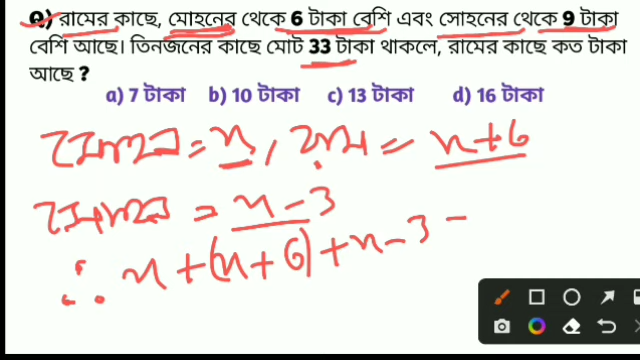 Q) রামের কাছে, মোহনের থেকে 6 টাকা বেশি এবং সোহনের থেকে 9 টাকা
বেশি আছে। তিনজনের কাছে মোট 33 টাকা থাকলে, রামের কাছে কত টাকা
আছে ?
a) 7 টাকা b) 10 টাকা c) 13 টাকা d) 16 টাকা
মোহন = x, রাম = x+6
সোহন = x-3
∴ x + (x+6) + x-3 =